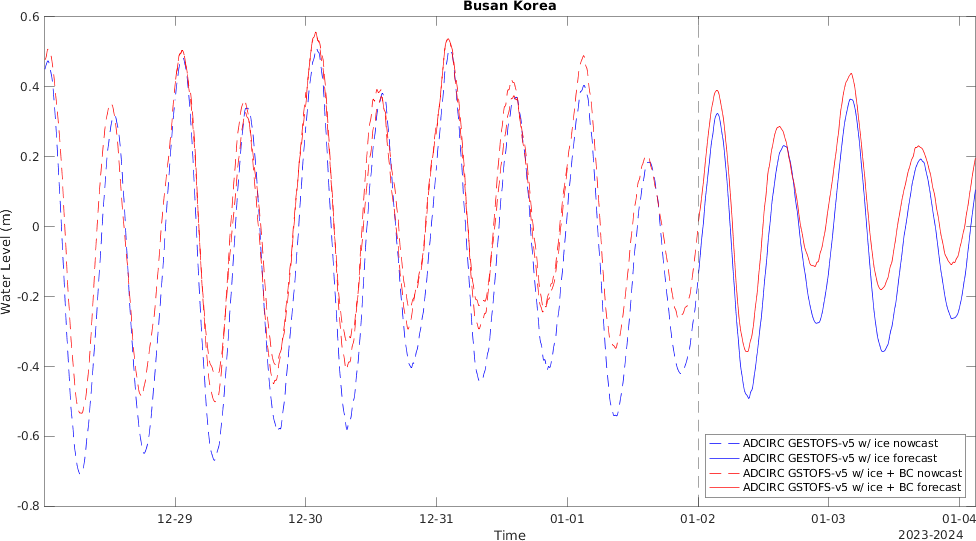 Busan Korea
0.6
0.4
0.2
0
-0.2
-0.4
-0.6
-0.8
Water Level (m)
ADCIRC GESTOFS-v5 w/ ice nowcast
ADCIRC GESTOFS-v5 w/ ice forecast
ADCIRC GSTOFS-v5 w/ ice + BC nowcast
ADCIRC GSTOFS-v5 w/ ice + BC forecast
12-29 12-30 12-31 01-01 01-02 01-03 01-04
Time
2023-2024